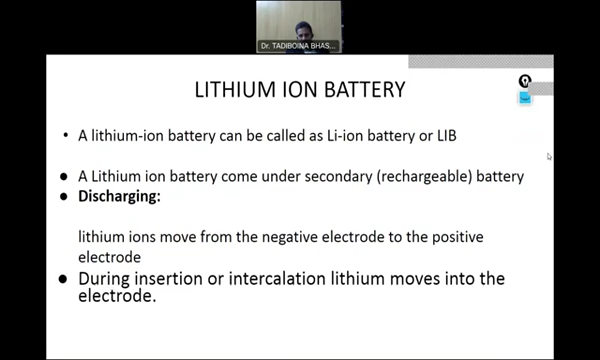 Dr. TADIBOINA BHAS...
LITHIUM ION BATTERY
• A lithium-ion battery can be called as Li-ion battery or LIB
● A Lithium ion battery come under secondary (rechargeable) battery
● Discharging:
lithium ions move from the negative electrode to the positive
electrode
● During insertion or intercalation lithium moves into the
electrode.